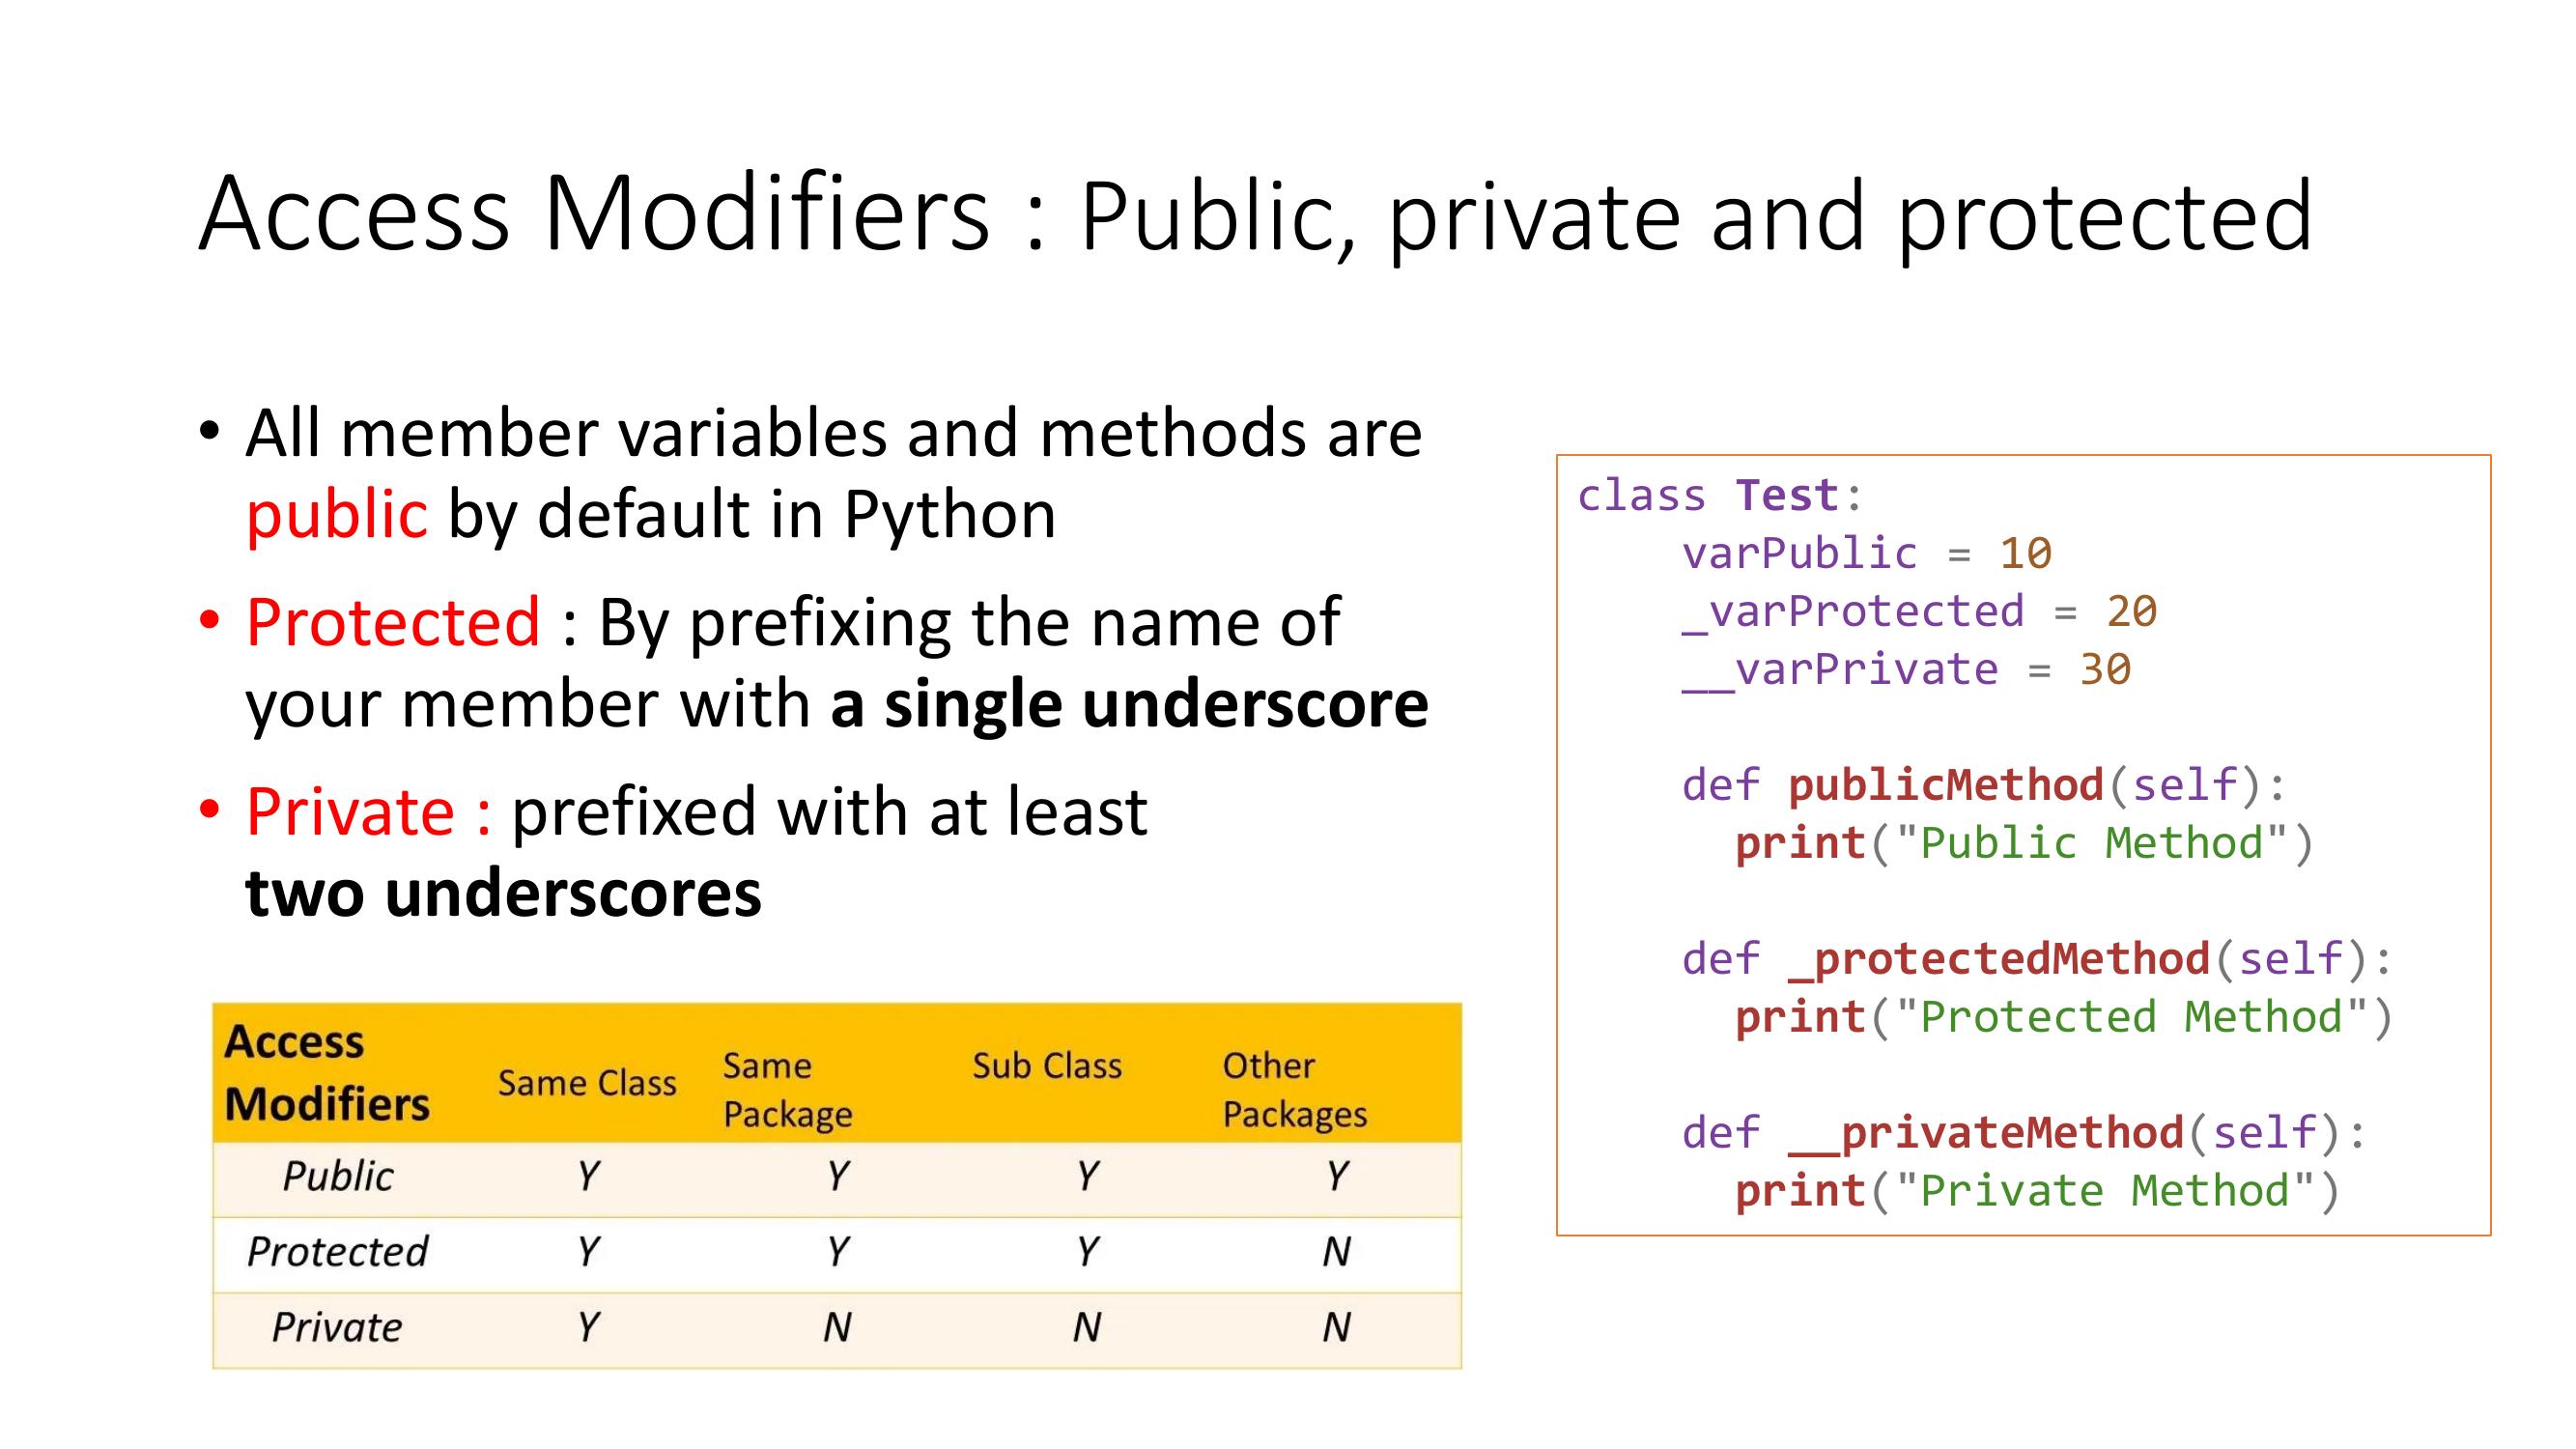 Access Modifiers : Public, private and protected
• All member variables and methods are
public by default in Python
• Protected : By prefixing the name of
your member with a single underscore
• Private : prefixed with at least
two underscores
Access Modifiers Same Class Same Package Sub Class Other Packages
Public Y Y Y Y
Protected Y Y Y N
Private Y N N N
class Test:
    varPublic = 10
    _varProtected = 20
    __varPrivate = 30
    def publicMethod(self):
      print("Public Method")
    def _protectedMethod(self):
      print("Protected Method")
    def __privateMethod(self):
      print("Private Method")